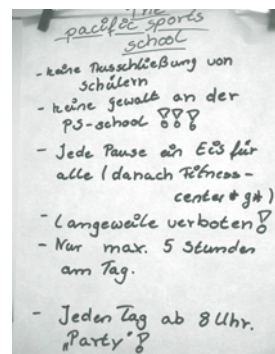 The
pacific sports
school
- keine Ausschließung von
schülern
- keine gewalt an der
PS-school !!!
- Jede Pause ein Eis für
alle (danach Fitness-
center *g*)
- Langeweile verboten!
- Nur max. 5 Stunden
am Tag.
- Jeden Tag ab 8 Uhr.
„Party"!